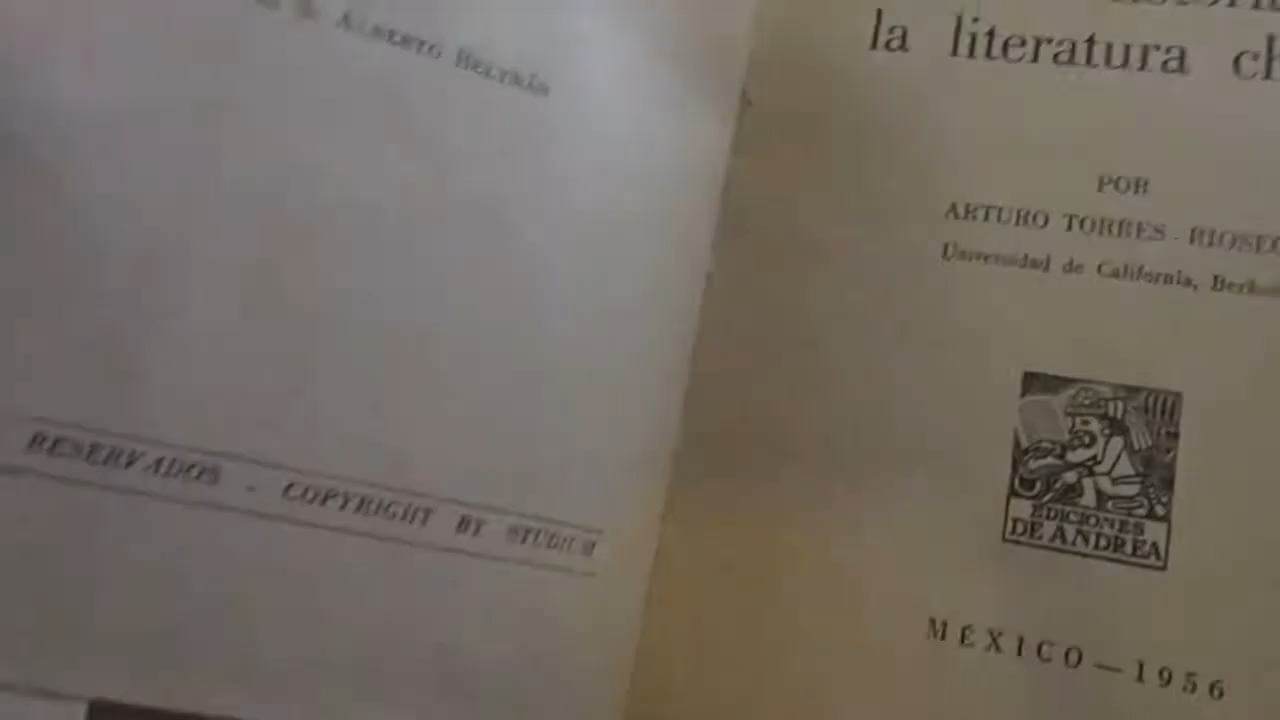 Alberto Beltrán
RESERVADOS - COPYRIGHT BY STUDIUM
la literatura ch
POR
ARTURO TORRES-RIOSEC
Universidad de California, Berk
EDICIONES
DE ANDREA
MÉXICO—1956